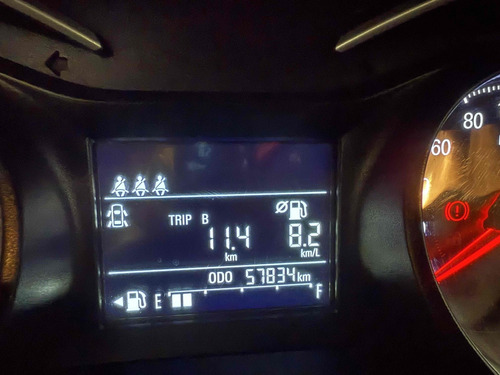 80
60
TRIP B
11.4 8.2
km km/L
ODO 57834 km
E F